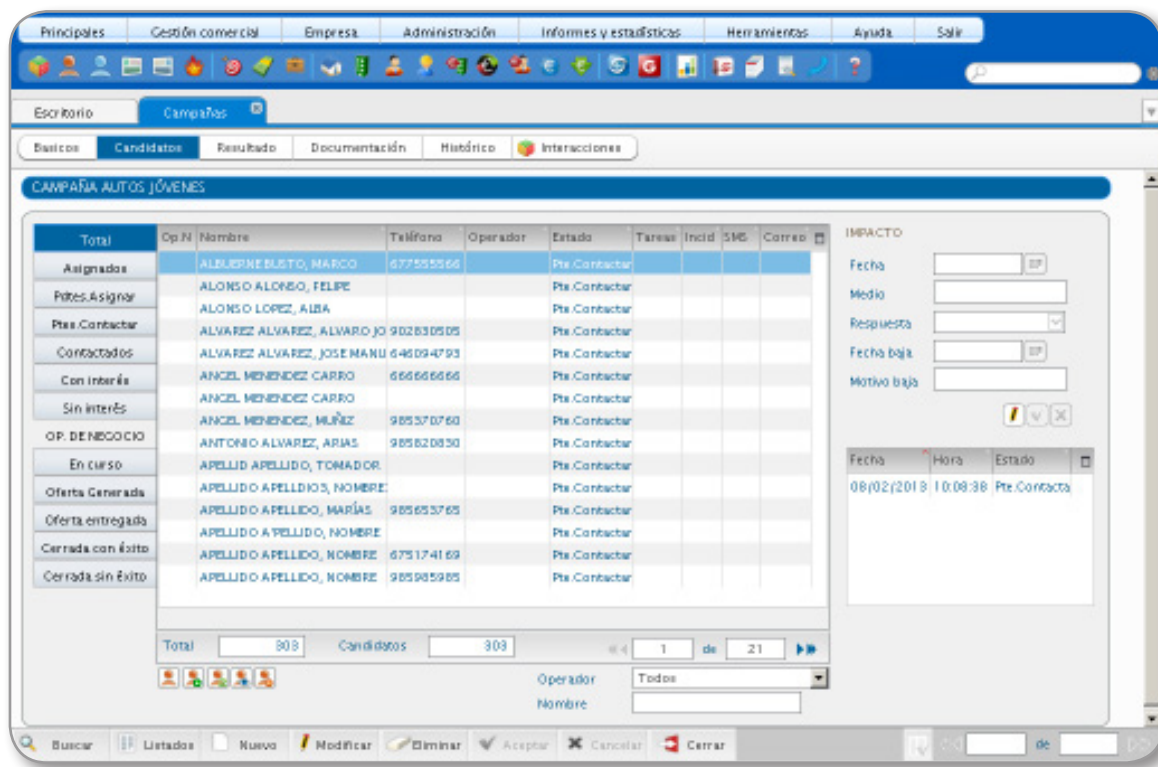 Principales Gestión comercial Empresa Administración Informes y estadísticas Herramientas Ayuda Salir
Escritorio Campañas
Basicos Candidatos Resultado Documentación Histórico Interacciones
CAMPAÑA AUTOS JÓVENES
Total
Asignados
Pdtes.Asignar
Ptes.Contactar
Contactados
Con interés
Sin interés
OP. DE NEGOCIO
En curso
Oferta Generada
Oferta entregada
Cerrada con éxito
Cerrada sin éxito
Op.N Nombre Teléfono Operador Estado Tareas Incid SMS Correo
ALBUERNE BUSTO, MARCO 677555566 Pte.Contactar
ALONSO ALONSO, FELIPE Pte.Contactar
ALONSO LOPEZ, ALBA Pte.Contactar
ALVAREZ ALVAREZ, ALVARO JO 902830505 Pte.Contactar
ALVAREZ ALVAREZ, JOSE MANU 646094793 Pte.Contactar
ANGEL MENENDEZ CARRO 666666666 Pte.Contactar
ANGEL MENENDEZ CARRO Pte.Contactar
ANGEL MENENDEZ, MUÑIZ 985370760 Pte.Contactar
ANTONIO ALVAREZ, ARIAS 985820830 Pte.Contactar
APELLID APELLIDO, TOMADOR Pte.Contactar
APELLIDO APELLDIOS, NOMBRE Pte.Contactar
APELLIDO APELLIDO, MARÍAS 985653765 Pte.Contactar
APELLIDO A'PELLIDO, NOMBRE Pte.Contactar
APELLIDO APELLIDO, NOMBRE 675174169 Pte.Contactar
APELLIDO APELLIDO, NOMBRE 985985985 Pte.Contactar
Total 303 Candidatos 303 1 de 21
Operador Todos
Nombre
IMPACTO
Fecha
Medio
Respuesta
Fecha baja
Motivo baja
Fecha Hora Estado
08/02/2013 10:08:38 Pte.Contacta
Buscar Listados Nuevo Modificar Eliminar Aceptar Cancelar Cerrar de